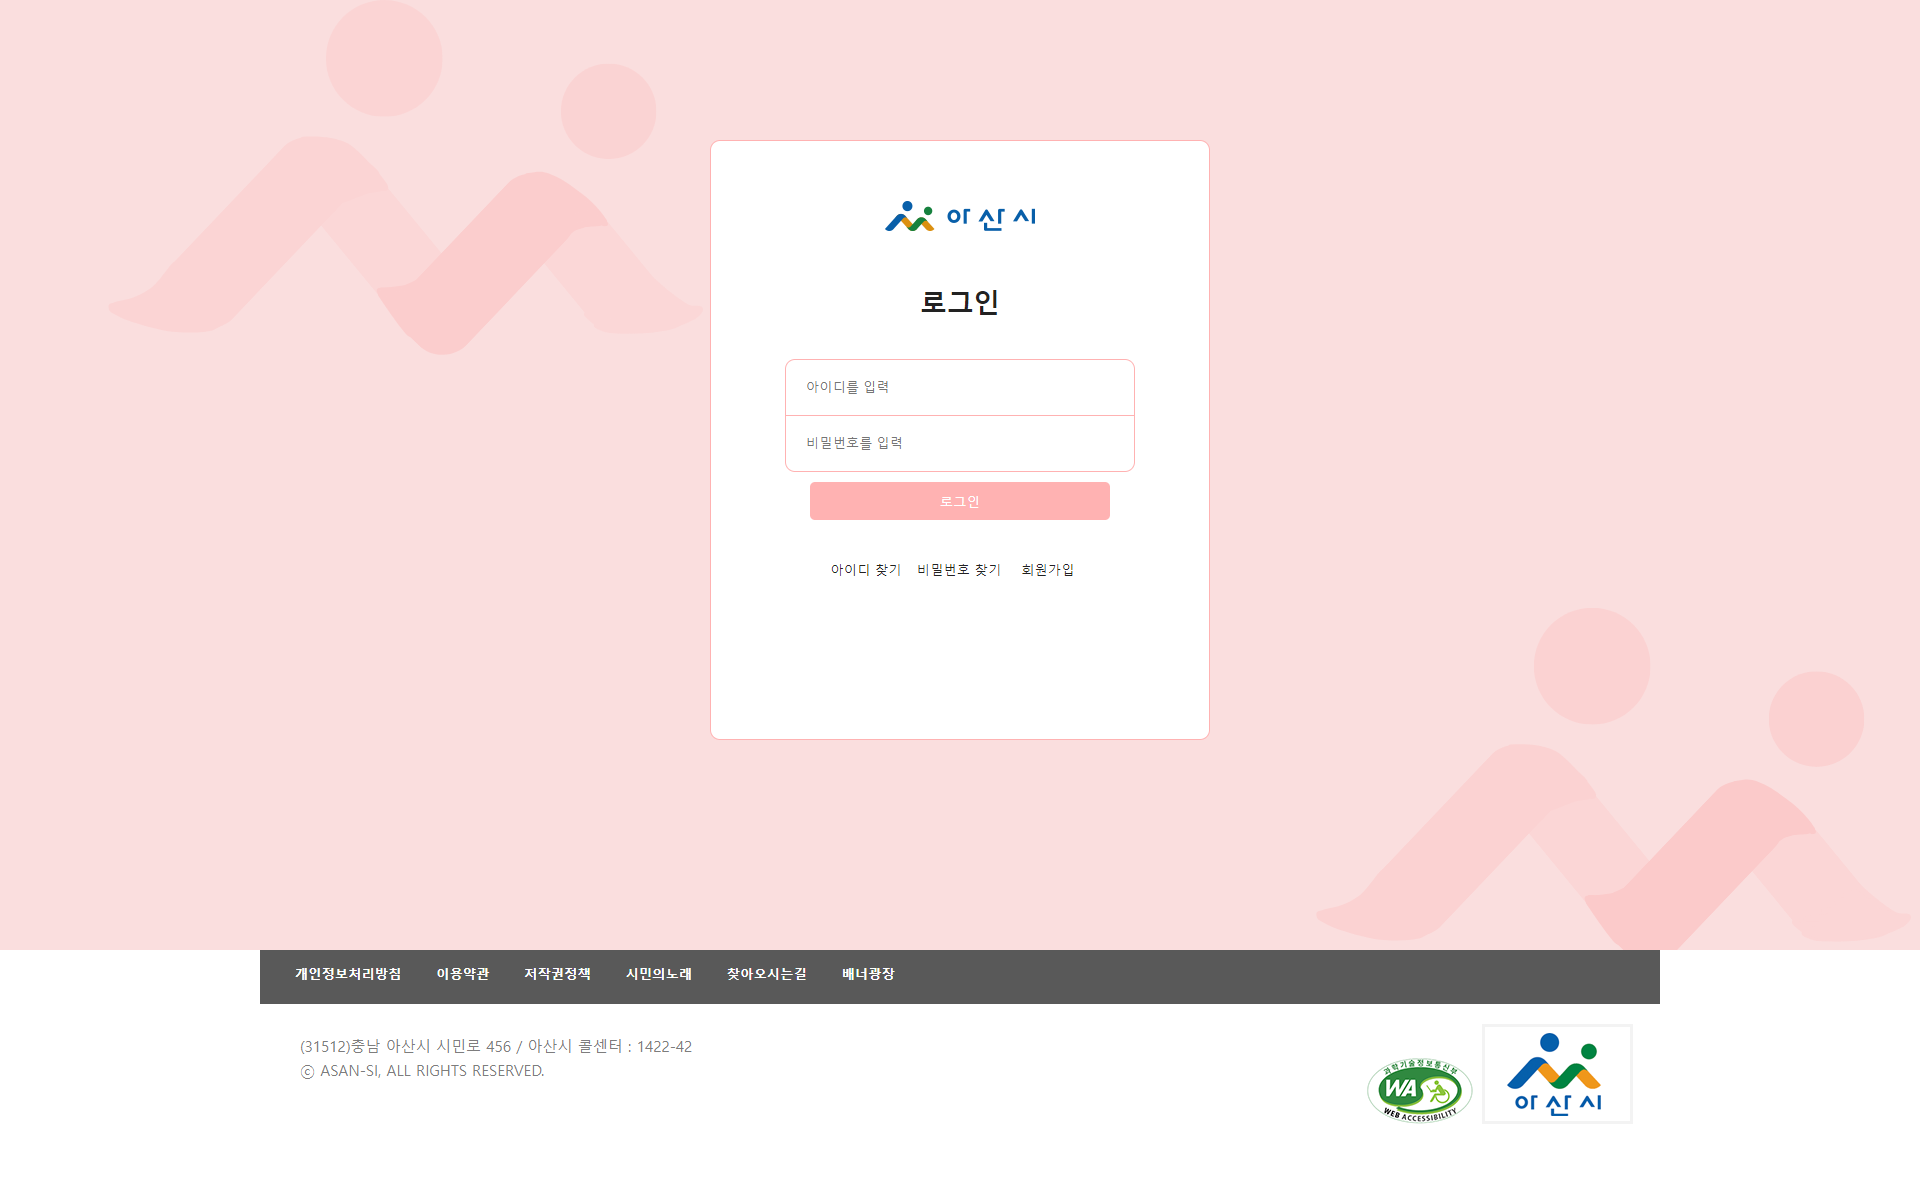 아산시
로그인
아이디를 입력
비밀번호를 입력
로그인
아이디 찾기 비밀번호 찾기 회원가입
개인정보처리방침 이용약관 저작권정책 시민의노래 찾아오시는길 배너광장
(31512)충남 아산시 시민로 456 / 아산시 콜센터 : 1422-42
ⓒ ASAN-SI, ALL RIGHTS RESERVED.
과학기술정보통신부
WA
WEB ACCESSIBILITY
아산시